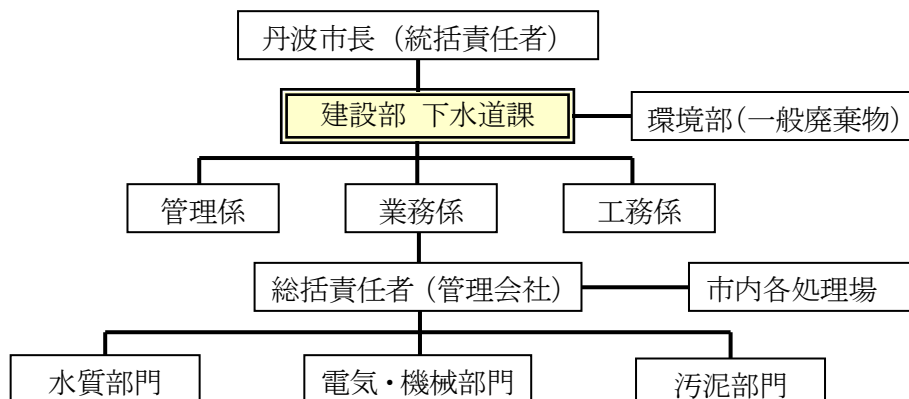 丹波市長（統括責任者）
建設部 下水道課
環境部（一般廃棄物）
管理係
業務係
工務係
総括責任者（管理会社）
市内各処理場
水質部門
電気・機械部門
汚泥部門